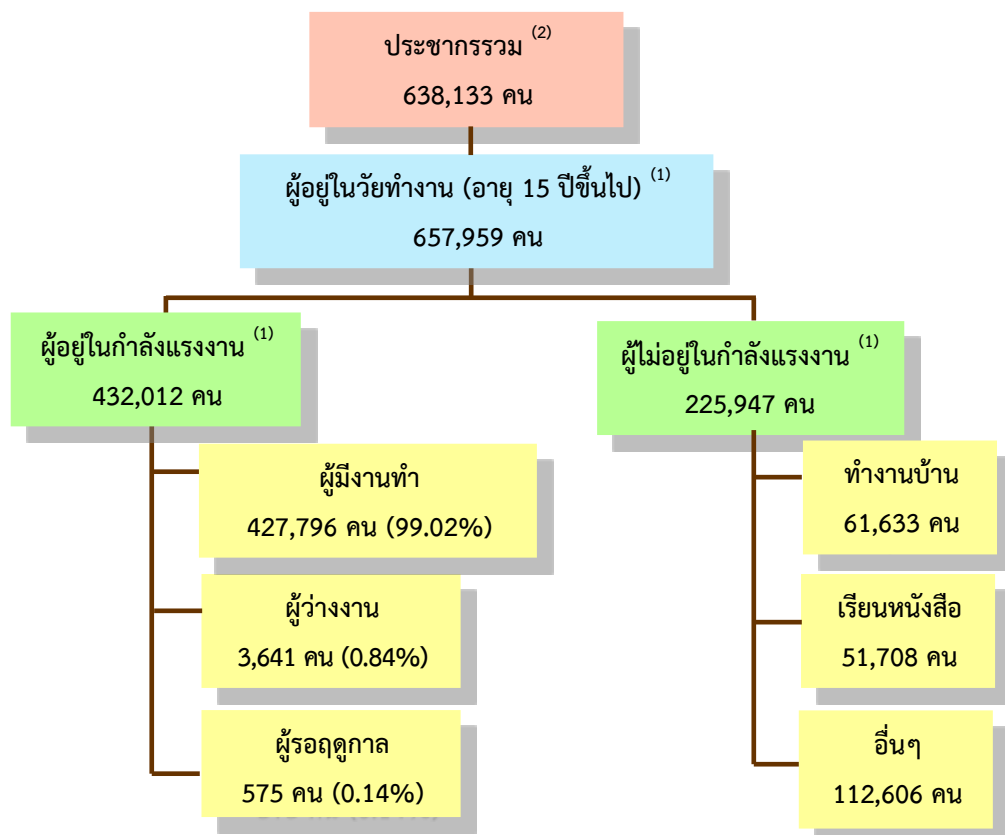 ประชากรรวม (2)
638,133 คน
ผู้อยู่ในวัยทำงาน (อายุ 15 ปีขึ้นไป) (1)
657,959 คน
ผู้อยู่ในกำลังแรงงาน (1)
432,012 คน
ผู้ไม่อยู่ในกำลังแรงงาน (1)
225,947 คน
ผู้มีงานทำ
427,796 คน (99.02%)
ผู้ว่างงาน
3,641 คน (0.84%)
ผู้รอฤดูกาล
575 คน (0.14%)
ทำงานบ้าน
61,633 คน
เรียนหนังสือ
51,708 คน
อื่นๆ
112,606 คน